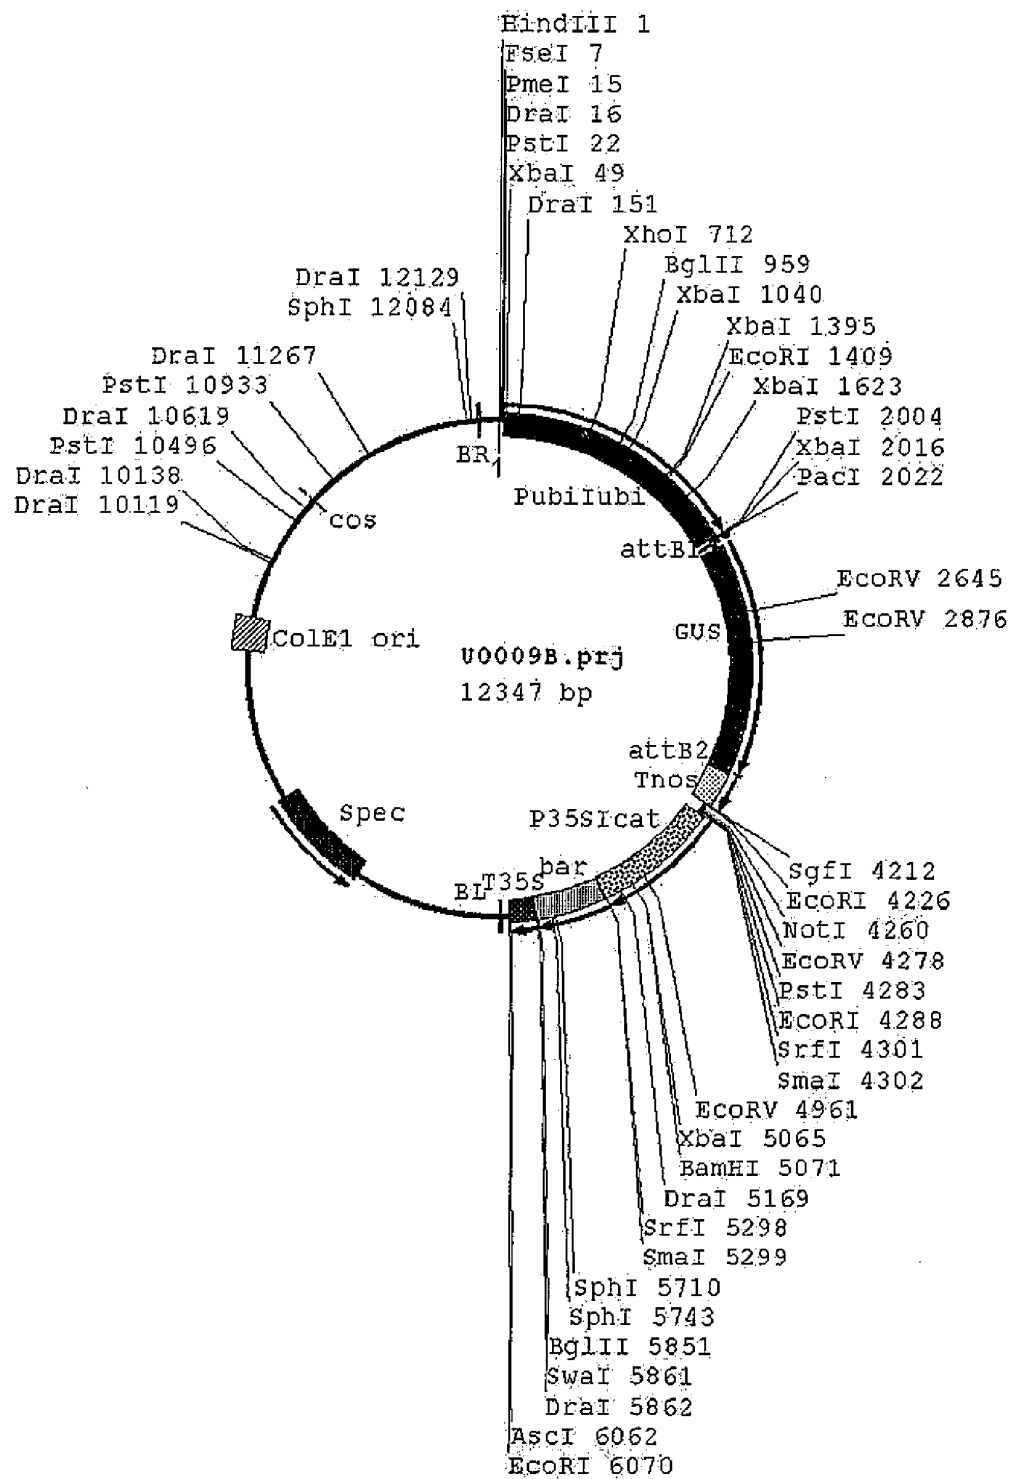 HindIII 1
FseI 7
PmeI 15
DraI 16
PstI 22
XbaI 49
DraI 151
XhoI 712
BglII 959
XbaI 1040
XbaI 1395
EcoRI 1409
XbaI 1623
PstI 2004
XbaI 2016
PacI 2022
DraI 12129
SphI 12084
DraI 11267
PstI 10933
DraI 10619
PstI 10496
DraI 10138
DraI 10119
BR
cos
PubiIubi
attB1
EcoRV 2645
EcoRV 2876
GUS
ColE1 ori
U0009B.prj
12347 bp
attB2
Tnos
P35SIcat
Spec
bar
T35S
BL
SgfI 4212
EcoRI 4226
NotI 4260
EcoRV 4278
PstI 4283
EcoRI 4288
SrfI 4301
SmaI 4302
EcoRV 4961
XbaI 5065
BamHI 5071
DraI 5169
SrfI 5298
SmaI 5299
SphI 5710
SphI 5743
BglII 5851
SwaI 5861
DraI 5862
AscI 6062
EcoRI 6070